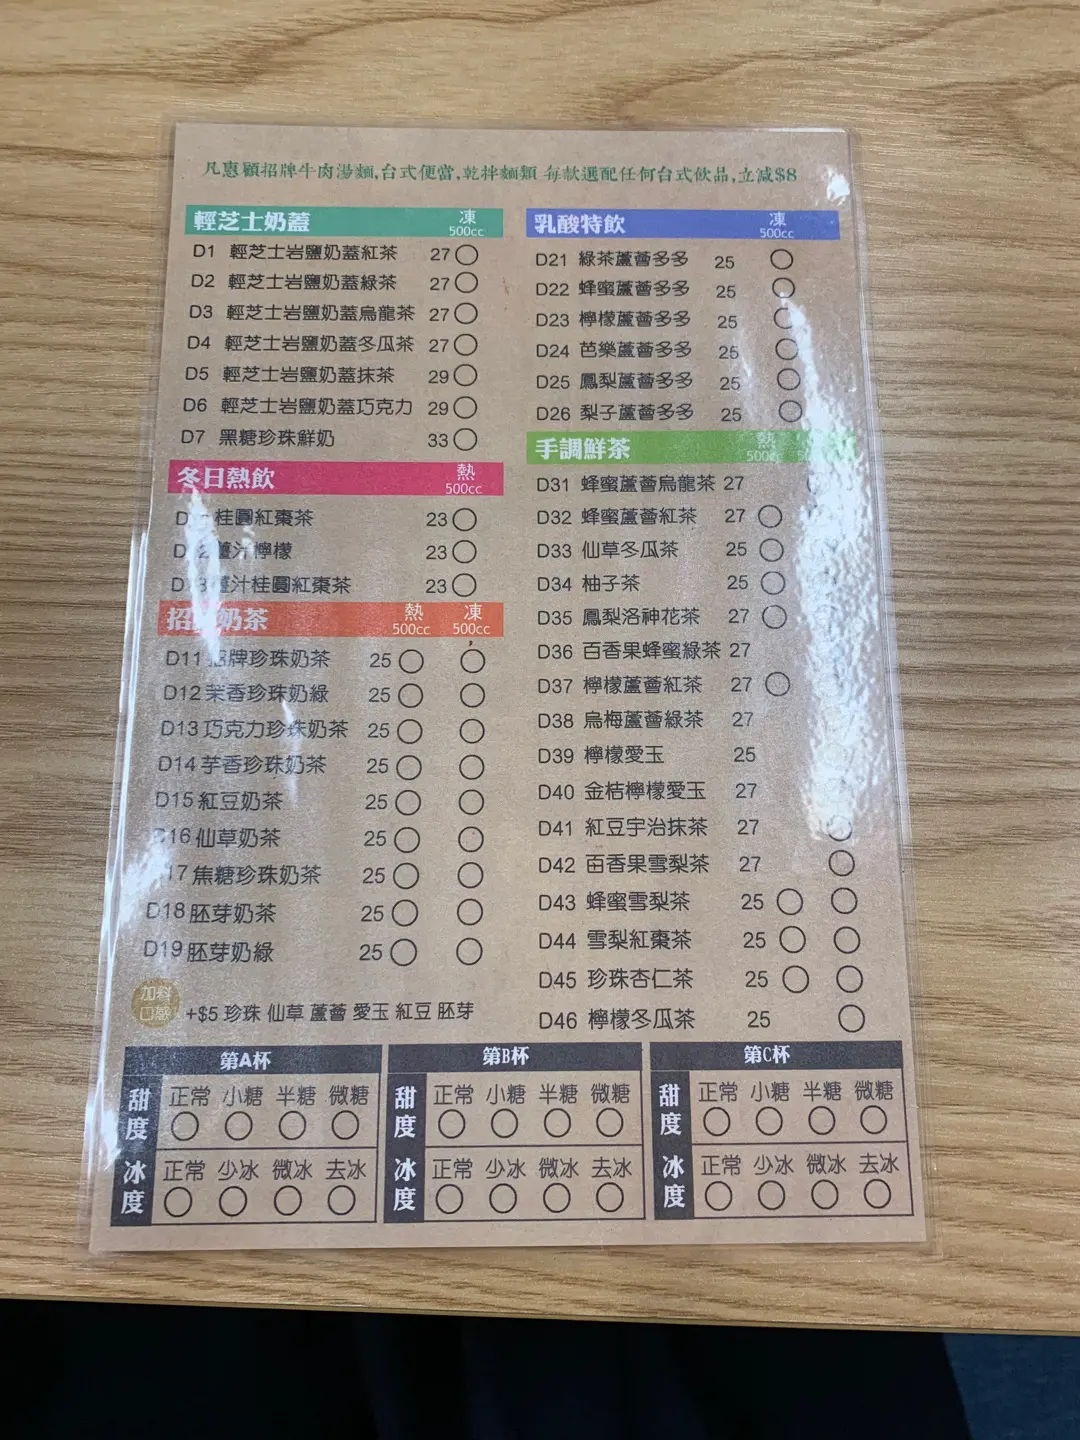 凡惠顧招牌牛肉湯麵,台式便當,乾拌麵類 每款選配任何台式飲品,立減$8
輕芝士奶蓋 凍 500cc
D1 輕芝士岩鹽奶蓋紅茶 27
D2 輕芝士岩鹽奶蓋綠茶 27
D3 輕芝士岩鹽奶蓋烏龍茶 27
D4 輕芝士岩鹽奶蓋冬瓜茶 27
D5 輕芝士岩鹽奶蓋抹茶 29
D6 輕芝士岩鹽奶蓋巧克力 29
D7 黑糖珍珠鮮奶 33
冬日熱飲 熱 500cc
桂圓紅棗茶 23
薑汁檸檬 23
薑汁桂圓紅棗茶 23
招 奶茶 熱 500cc 凍 500cc
D11 招牌珍珠奶茶 25
D12 茉香珍珠奶綠 25
D13 巧克力珍珠奶茶 25
D14 芋香珍珠奶茶 25
D15 紅豆奶茶 25
16 仙草奶茶 25
17 焦糖珍珠奶茶 25
D18 胚芽奶茶 25
D19 胚芽奶綠 25
加料口感 +$5 珍珠 仙草 蘆薈 愛玉 紅豆 胚芽
乳酸特飲 凍 500cc
D21 綠茶蘆薈多多 25
D22 蜂蜜蘆薈多多 25
D23 檸檬蘆薈多多 25
D24 芭樂蘆薈多多 25
D25 鳳梨蘆薈多多 25
D26 梨子蘆薈多多 25
手調鮮茶 熱 500cc
D31 蜂蜜蘆薈烏龍茶 27
D32 蜂蜜蘆薈紅茶 27
D33 仙草冬瓜茶 25
D34 柚子茶 25
D35 鳳梨洛神花茶 27
D36 百香果蜂蜜綠茶 27
D37 檸檬蘆薈紅茶 27
D38 烏梅蘆薈綠茶 27
D39 檸檬愛玉 25
D40 金桔檸檬愛玉 27
D41 紅豆宇治抹茶 27
D42 百香果雪梨茶 27
D43 蜂蜜雪梨茶 25
D44 雪梨紅棗茶 25
D45 珍珠杏仁茶 25
D46 檸檬冬瓜茶 25
第A杯
甜度 正常 小糖 半糖 微糖
冰度 正常 少冰 微冰 去冰
第B杯
甜度 正常 小糖 半糖 微糖
冰度 正常 少冰 微冰 去冰
第C杯
甜度 正常 小糖 半糖 微糖
冰度 正常 少冰 微冰 去冰